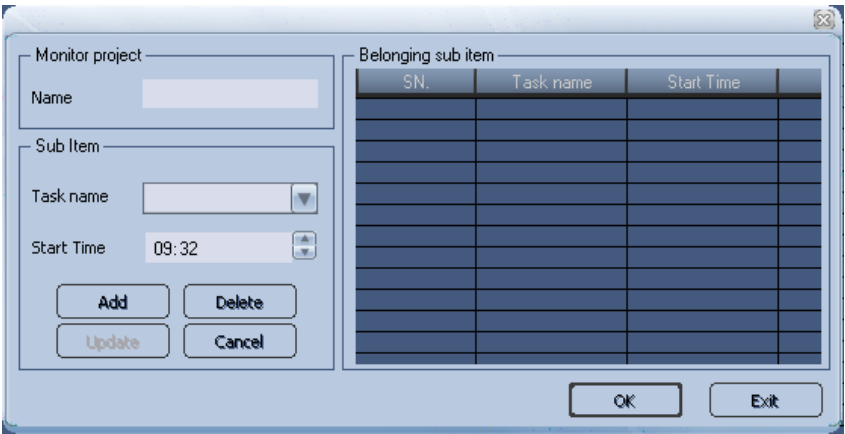 Monitor project
Name
Sub Item
Task name
Start Time 09:32
Add Delete
Update Cancel
Belonging sub item
SN. Task name Start Time
OK Exit